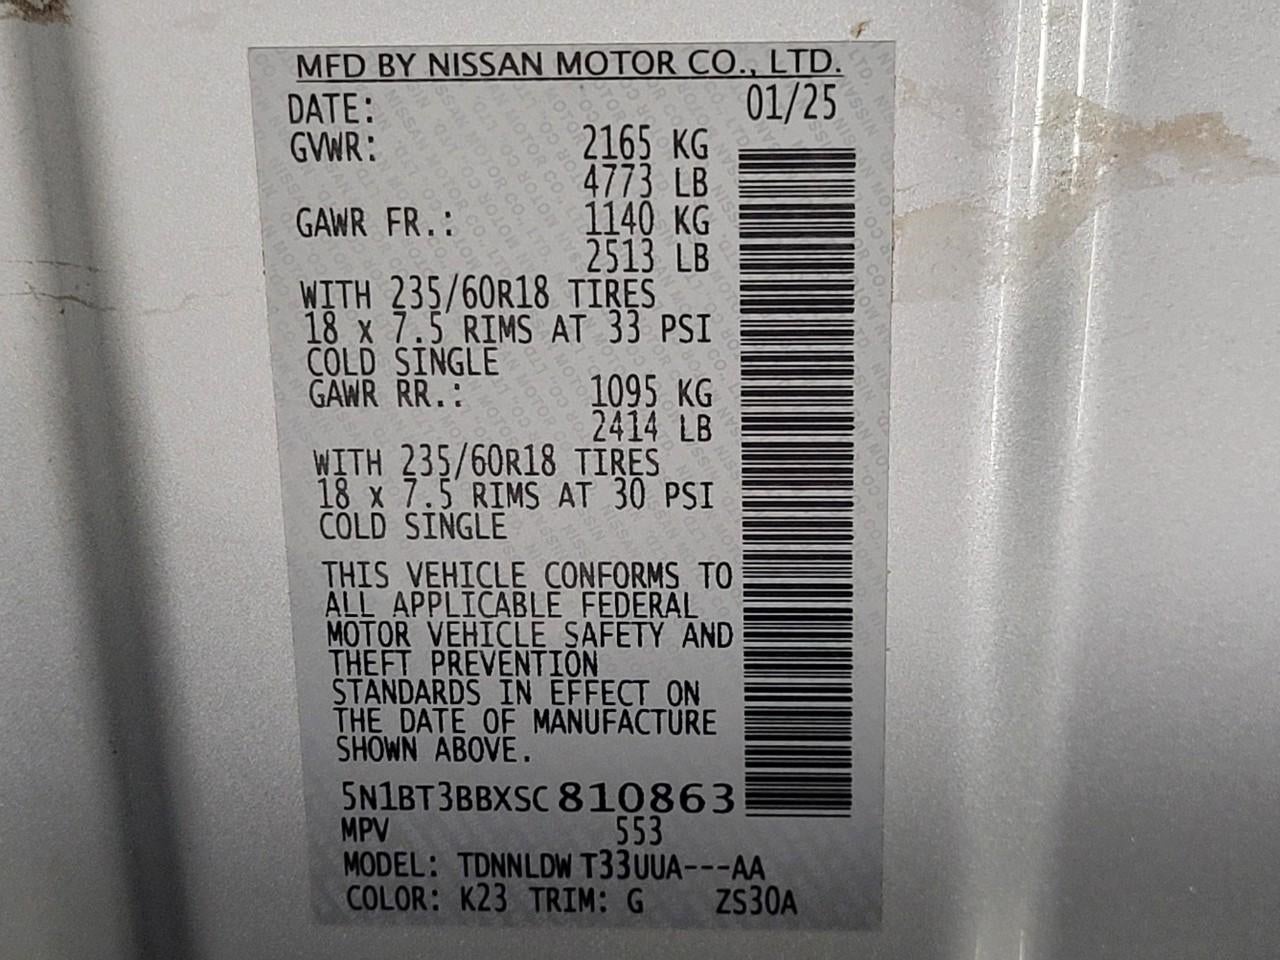 MFD BY NISSAN MOTOR CO., LTD.
DATE: 01/25
GVWR: 2165 KG
4773 LB
GAWR FR.: 1140 KG
2513 LB
WITH 235/60R18 TIRES
18 x 7.5 RIMS AT 33 PSI
COLD SINGLE
GAWR RR.: 1095 KG
2414 LB
WITH 235/60R18 TIRES
18 x 7.5 RIMS AT 30 PSI
COLD SINGLE
THIS VEHICLE CONFORMS TO
ALL APPLICABLE FEDERAL
MOTOR VEHICLE SAFETY AND
THEFT PREVENTION
STANDARDS IN EFFECT ON
THE DATE OF MANUFACTURE
SHOWN ABOVE.
5N1BT3BBXSC810863
MPV 553
MODEL: TDNNLDW T33UUA---AA
COLOR: K23 TRIM: G ZS30A